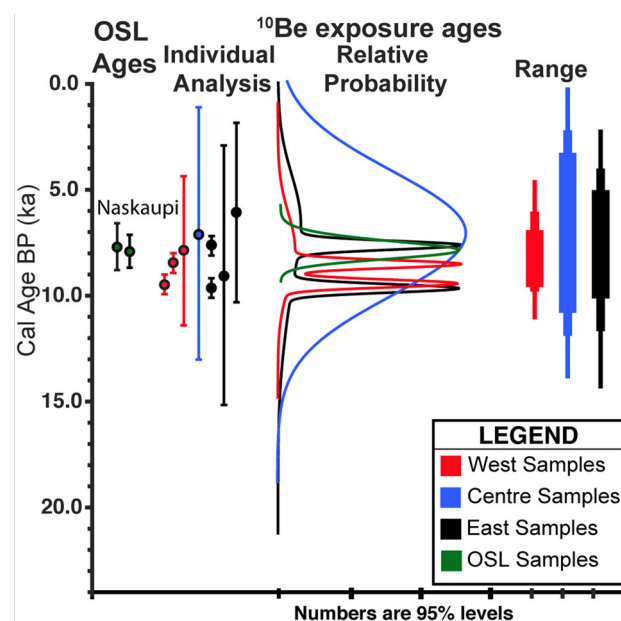 OSL
Ages
¹⁰Be exposure ages
Individual
Analysis
Relative
Probability
Range
0.0
5.0
10.0
15.0
20.0
Cal Age BP (ka)
Naskaupi
LEGEND
West Samples
Centre Samples
East Samples
OSL Samples
Numbers are 95% levels